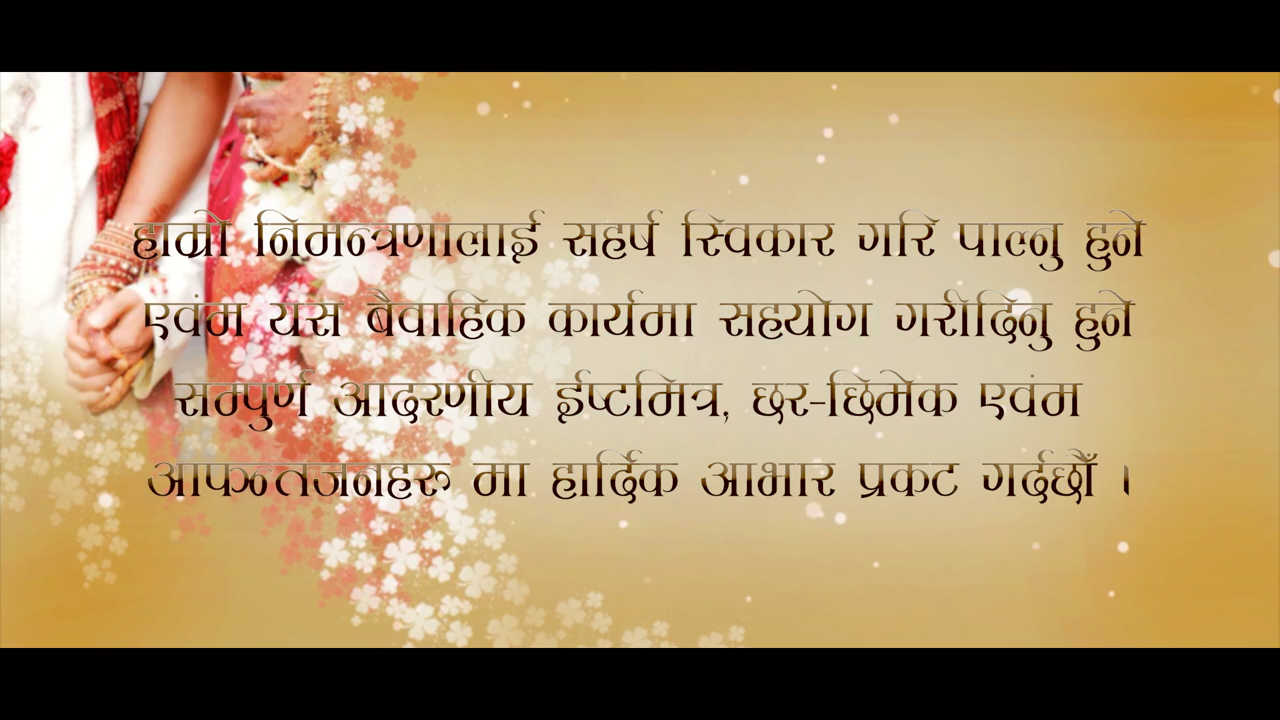 हाम्रो निमन्त्रणालाई सहर्ष स्विकार गरि पाल्नु हुने
एवंम यस बैवाहिक कार्यमा सहयोग गरीदिनु हुने
सम्पुर्ण आदरणीय ईष्टमित्र, छर-छिमेक एवंम
आफन्तजनहरु मा हार्दिक आभार प्रकट गर्दछौँ ।